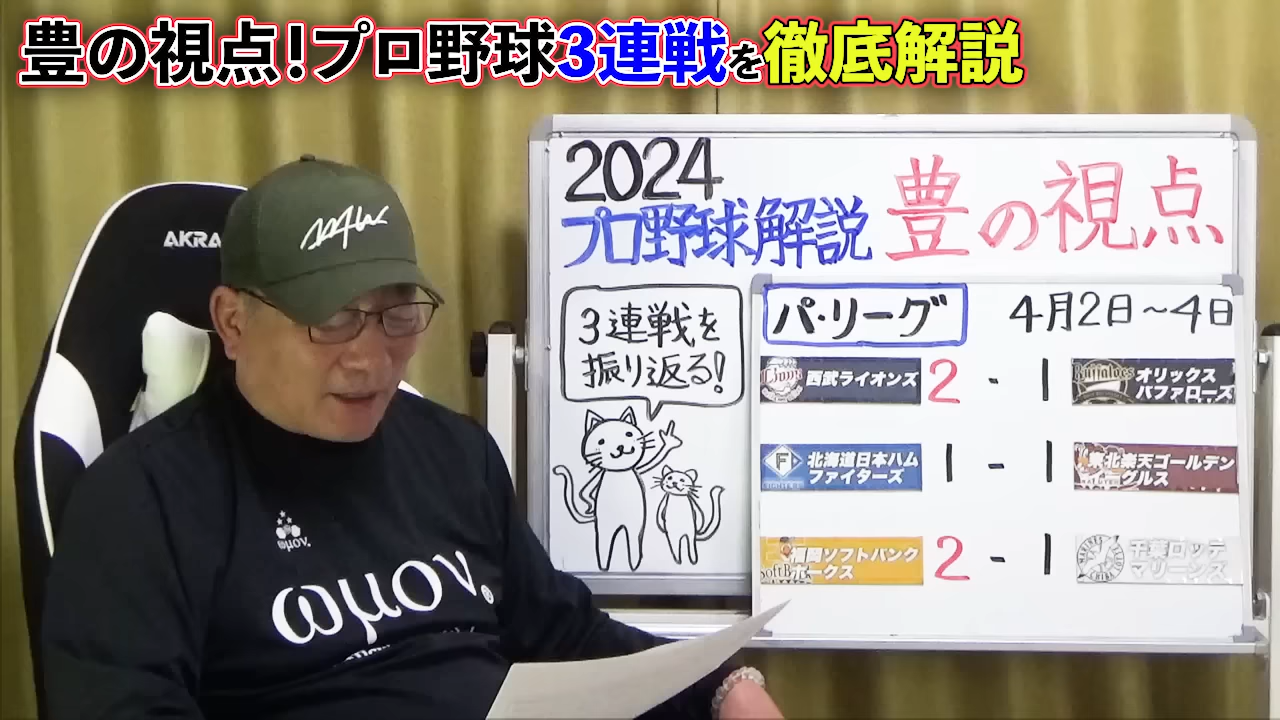 豊の視点！プロ野球3連戦を徹底解説
AKRA
2024
プロ野球解説 豊の視点
3連戦を
振り返る！
パ・リーグ 4月2日～4日
西武ライオンズ 2 - 1 オリックス
バファローズ
北海道日本ハム
ファイターズ 1 - 1 東北楽天ゴールデン
イーグルス
福岡ソフトバンク
ホークス 2 - 1 千葉ロッテ
マリーンズ
ωμον.
ωμον.